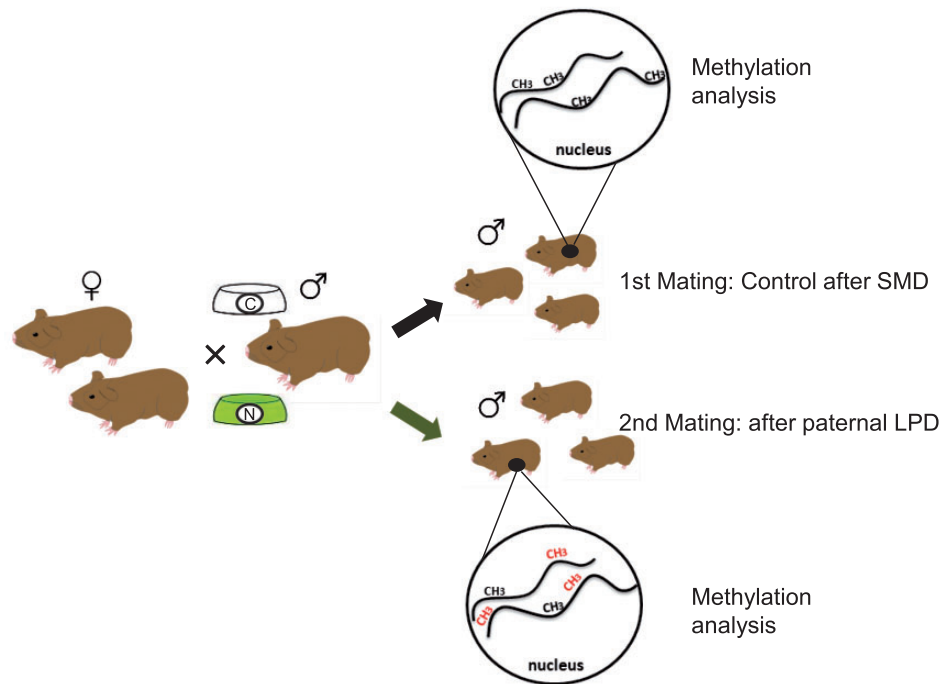 Methylation
analysis
CH3
CH3
CH3
CH3
nucleus
♀
♂
C
×
N
♂
1st Mating: Control after SMD
♂
2nd Mating: after paternal LPD
CH3
CH3
CH3
CH3
CH3
nucleus
Methylation
analysis